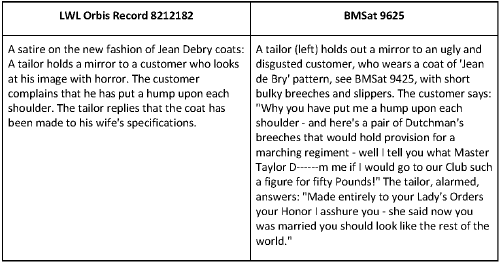 LWL Orbis Record 8212182
A satire on the new fashion of Jean Debry coats:
A tailor holds a mirror to a customer who looks
at his image with horror. The customer
complains that he has put a hump upon each
shoulder. The tailor replies that the coat has
been made to his wife's specifications.
BMSat 9625
A tailor (left) holds out a mirror to an ugly and
disgusted customer, who wears a coat of 'Jean
de Bry' pattern, see BMSat 9425, with short
bulky breeches and slippers. The customer says:
"Why you have put me a hump upon each
shoulder - and here's a pair of Dutchman's
breeches that would hold provision for a
marching regiment - well I tell you what Master
Taylor D------m me if I would go to our Club such
a figure for fifty Pounds!" The tailor, alarmed,
answers: "Made entirely to your Lady's Orders
your Honor I asshure you - she said now you
was married you should look like the rest of the
world."